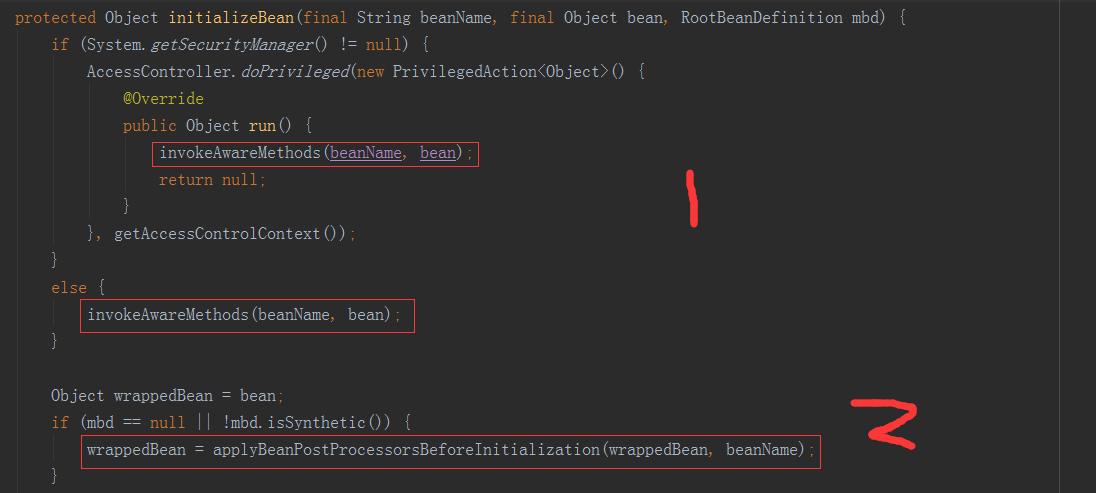 protected Object initializeBean(final String beanName, final Object bean, RootBeanDefinition mbd) {
if (System.getSecurityManager() != null) {
AccessController.doPrivileged(new PrivilegedAction<Object>() {
@Override
public Object run() {
invokeAwareMethods(beanName, bean);
return null;
}
1
}, getAccessControlContext());
}
else {
invokeAwareMethods(beanName, bean);
}
Object wrappedBean = bean;
if (mbd == null || !mbd.isSynthetic()) {
2
wrappedBean = applyBeanPostProcessorsBeforeInitialization(wrappedBean, beanName);
}